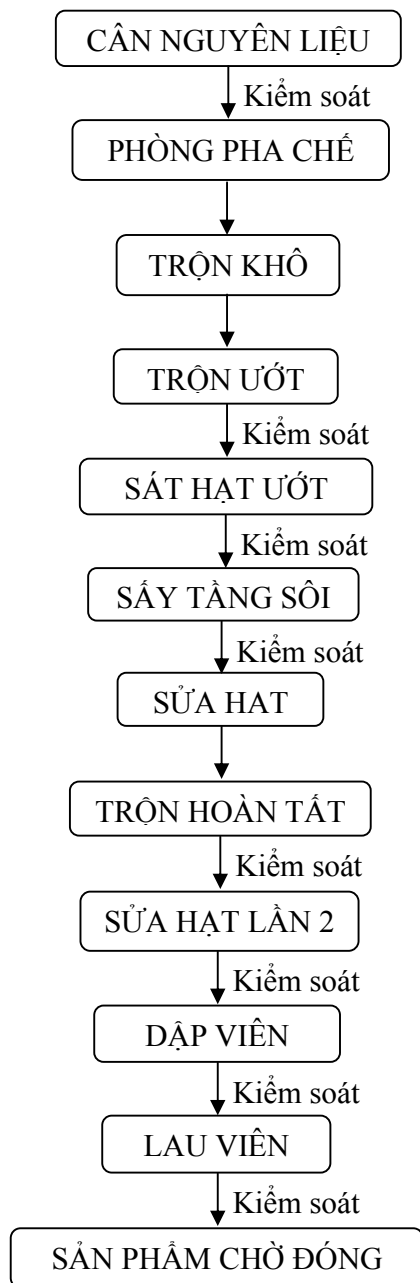 CÂN NGUYÊN LIỆU
Kiểm soát
PHÒNG PHA CHẾ
TRỘN KHÔ
TRỘN ƯỚT
Kiểm soát
SÁT HẠT ƯỚT
Kiểm soát
SẤY TẦNG SÔI
Kiểm soát
SỬA HAT
TRỘN HOÀN TẤT
Kiểm soát
SỬA HẠT LẦN 2
Kiểm soát
DẬP VIÊN
Kiểm soát
LAU VIÊN
Kiểm soát
SẢN PHẨM CHỜ ĐÓNG